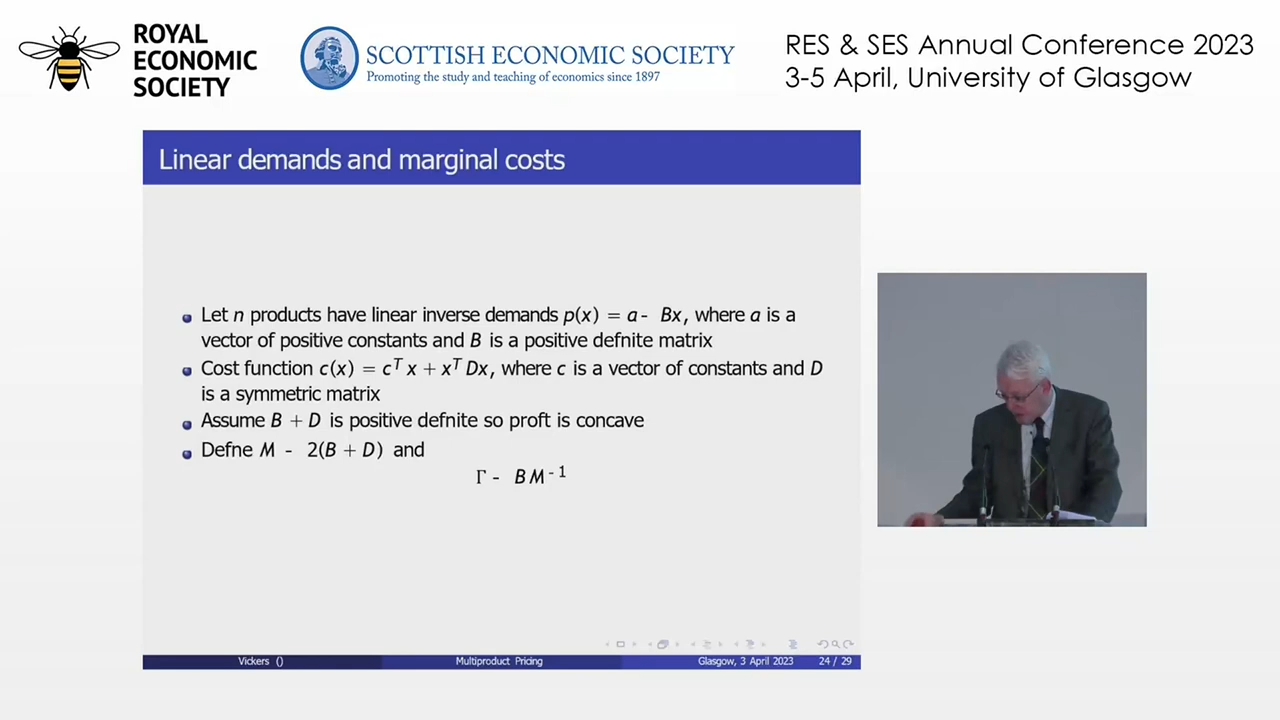 ROYAL
ECONOMIC
SOCIETY
SCOTTISH ECONOMIC SOCIETY
Promoting the study and teaching of economics since 1897
RES & SES Annual Conference 2023
3-5 April, University of Glasgow
Linear demands and marginal costs
Let n products have linear inverse demands p(x) = a - Bx, where a is a
vector of positive constants and B is a positive defnite matrix
Cost function c(x) = cᵀ x + xᵀ Dx, where c is a vector of constants and D
is a symmetric matrix
Assume B + D is positive defnite so proft is concave
Defne M - 2(B + D) and
Γ - B M⁻¹
Vickers () Multiproduct Pricing Glasgow, 3 April 2023 24 / 29